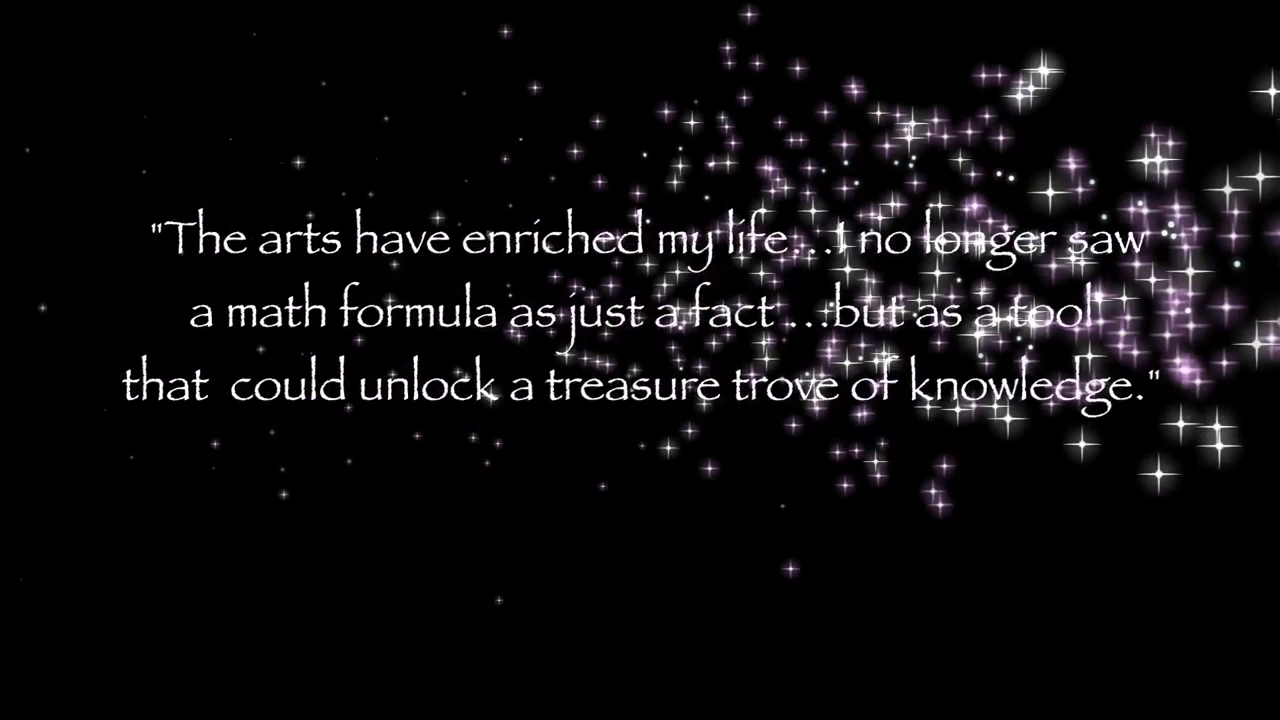 "The arts have enriched my life...I no longer saw
a math formula as just a fact ...but as a tool
that  could unlock a treasure trove of knowledge."